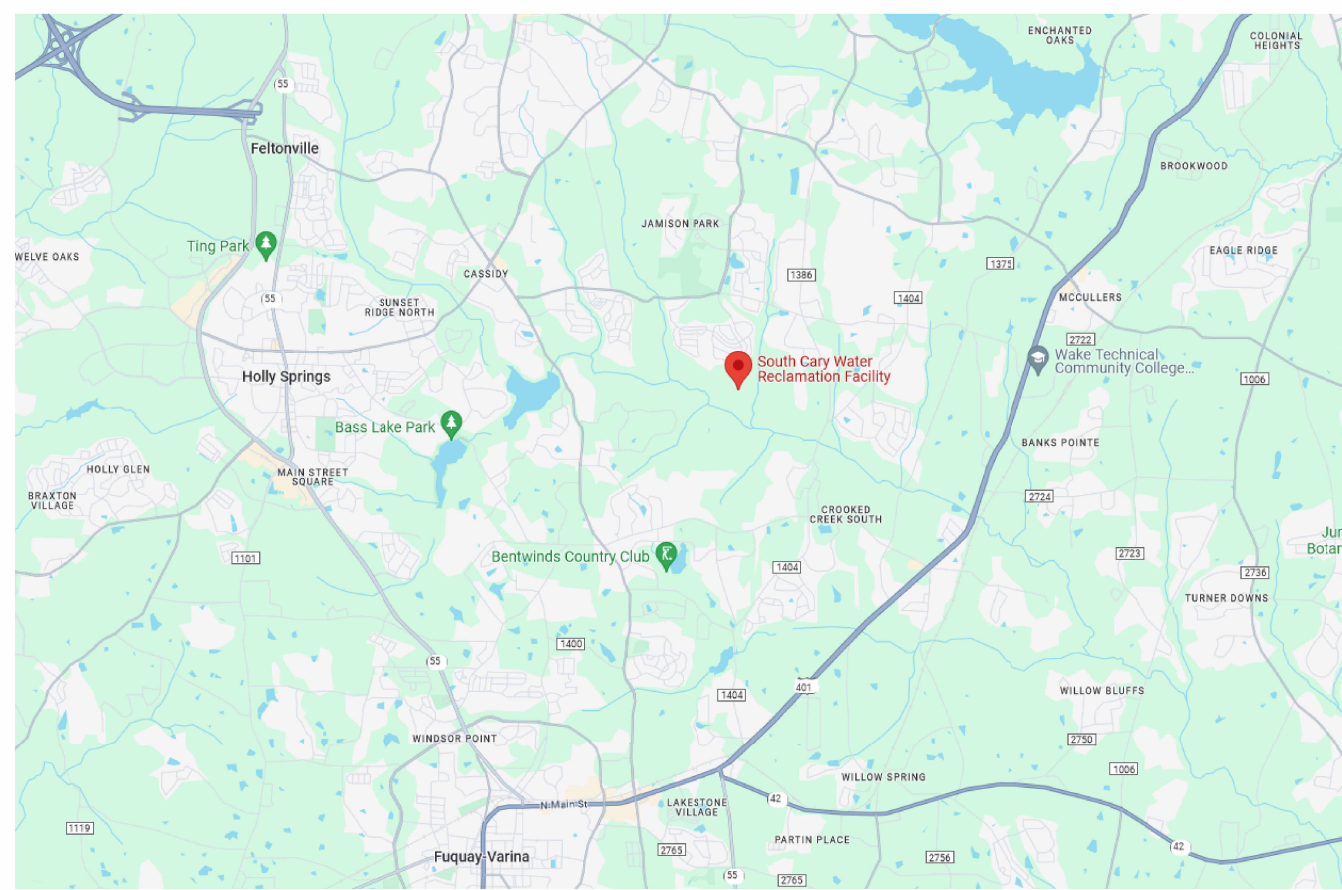 ENCHANTED
OAKS
COLONIAL
HEIGHTS
55
Feltonville
BROOKWOOD
JAMISON PARK
Ting Park
WELVE OAKS
EAGLE RIDGE
CASSIDY
1386
1375
1404
MCCULLERS
55
SUNSET
RIDGE NORTH
2722
Wake Technical
Community College...
South Cary Water
Reclamation Facility
Holly Springs
1006
Bass Lake Park
BANKS POINTE
HOLLY GLEN
MAIN STREET
SQUARE
BRAXTON
VILLAGE
2724
CROOKED
CREEK SOUTH
Jur
Botar
1101
Bentwinds Country Club
2723
1404
2736
TURNER DOWNS
1400
55
401
1404
WILLOW BLUFFS
WINDSOR POINT
2750
1006
WILLOW SPRING
N Main St
LAKESTONE
VILLAGE
42
1119
PARTIN PLACE
42
Fuquay-Varina
2765
2756
55
2765